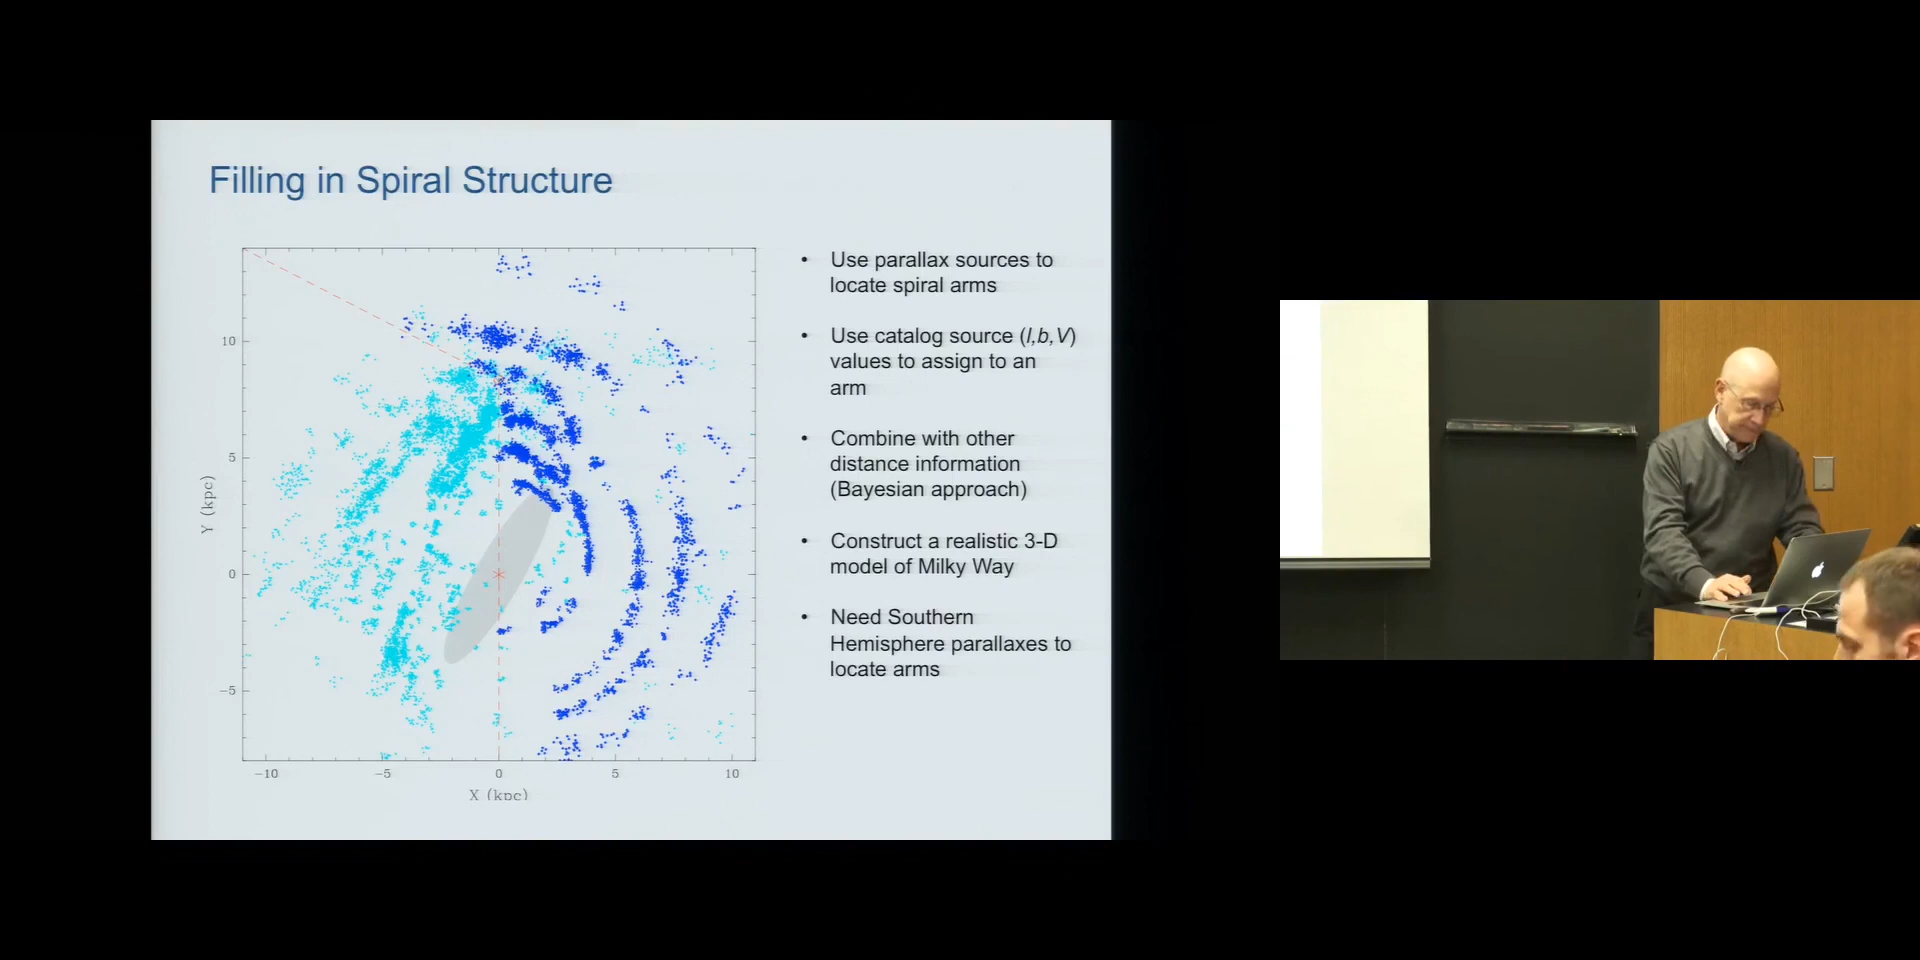 Filling in Spiral Structure
Y (kpc)
10
5
0
−5
−10
−5
0
5
10
X (kpc)
• Use parallax sources to
locate spiral arms
• Use catalog source (l,b,V)
values to assign to an
arm
• Combine with other
distance information
(Bayesian approach)
• Construct a realistic 3-D
model of Milky Way
• Need Southern
Hemisphere parallaxes to
locate arms